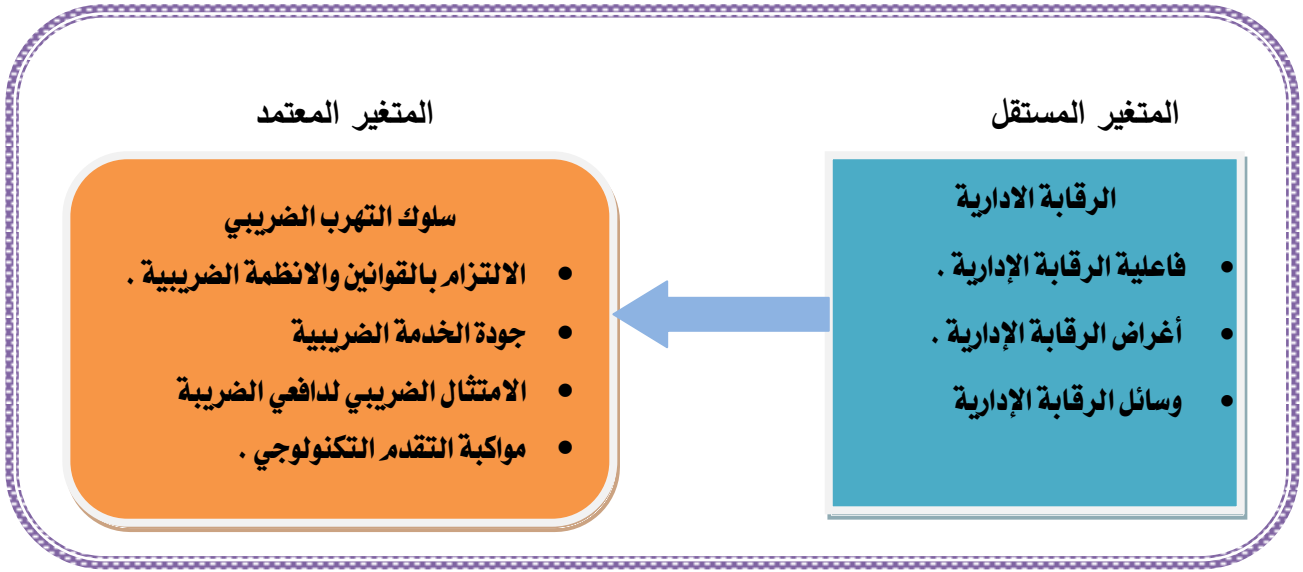 المتغير المستقل
الرقابة الادارية
• فاعلية الرقابة الإدارية .
• أغراض الرقابة الإدارية .
• وسائل الرقابة الإدارية
المتغير المعتمد
سلوك التهرب الضريبي
• الالتزام بالقوانين والانظمة الضريبية .
• جودة الخدمة الضريبية
• الامتثال الضريبي لدافعي الضريبة
• مواكبة التقدم التكنولوجي .